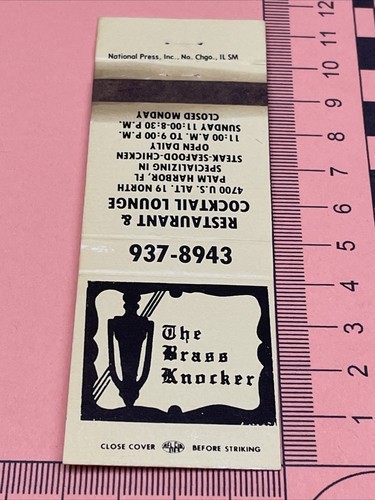 National Press, Inc., No. Chgo., IL SM
RESTAURANT &
COCKTAIL LOUNGE
4700 U.S. ALT. 19 NORTH
PALM HARBOR, FL
SPECIALIZING IN
STEAK-SEAFOOD-CHICKEN
OPEN DAILY
11:00 A.M. TO 9:00 P.M.
SUNDAY 11:00-8:30 P.M.
CLOSED MONDAY
937-8943
The
Brass
Knocker
CLOSE COVER BEFORE STRIKING
12
11
10
9
8
7
6
5
4
3
2
1